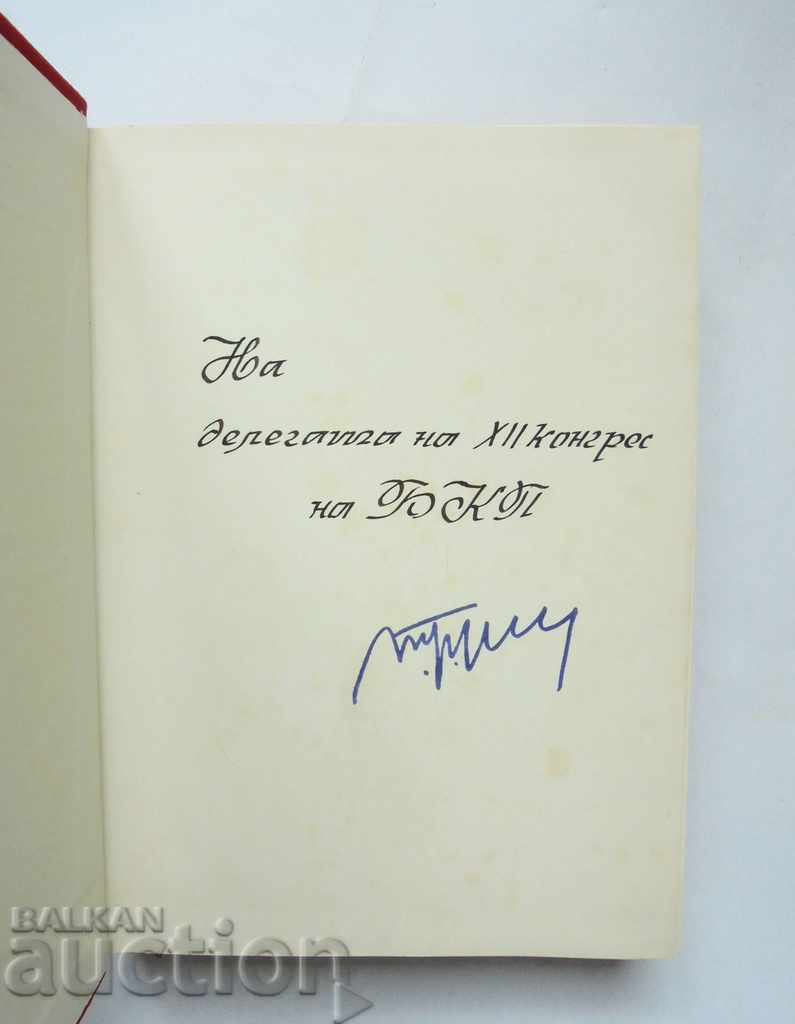 На
делегата на XII конгрес
на БКП
BALKAN
auction